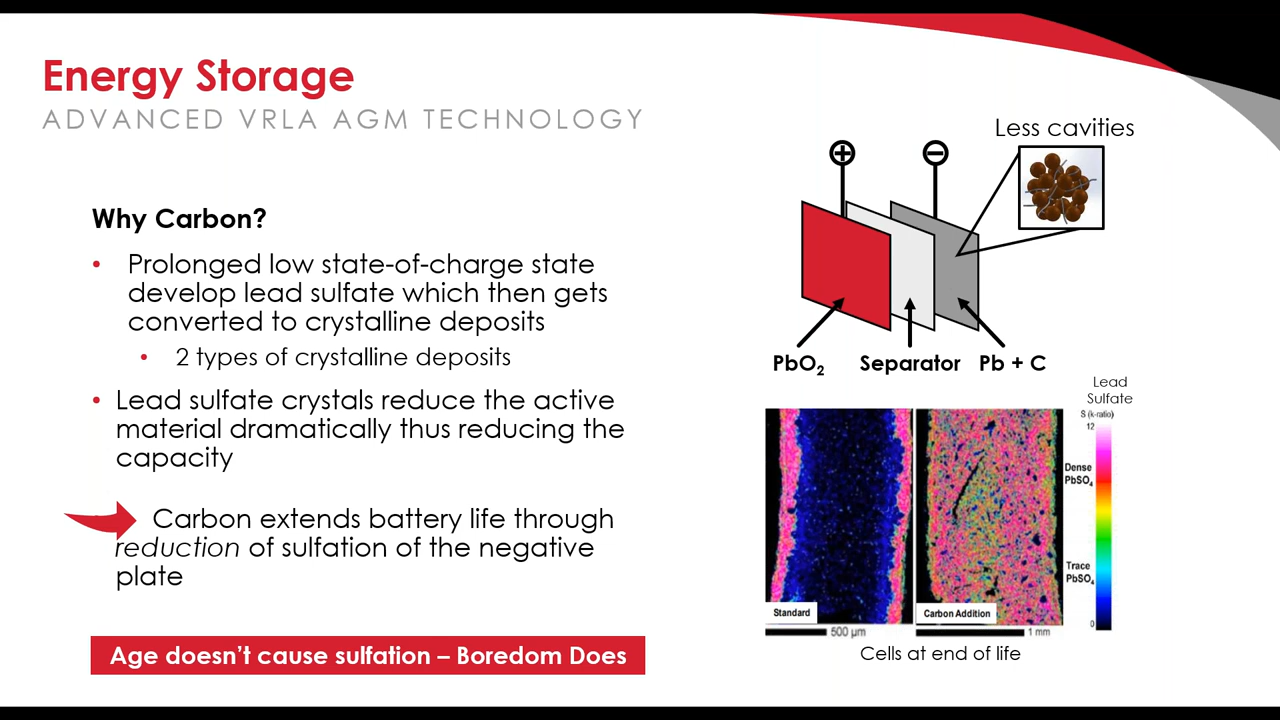 Energy Storage
ADVANCED VRLA AGM TECHNOLOGY
Why Carbon?
• Prolonged low state-of-charge state
develop lead sulfate which then gets
converted to crystalline deposits
• 2 types of crystalline deposits
• Lead sulfate crystals reduce the active
material dramatically thus reducing the
capacity
Carbon extends battery life through
reduction of sulfation of the negative
plate
Age doesn't cause sulfation – Boredom Does
Less cavities
+ −
PbO₂ Separator Pb + C
Lead
Sulfate
S (k-ratio)
12
Dense
PbSO₄
Trace
PbSO₄
0
Standard
Carbon Addition
500 µm
1 mm
Cells at end of life